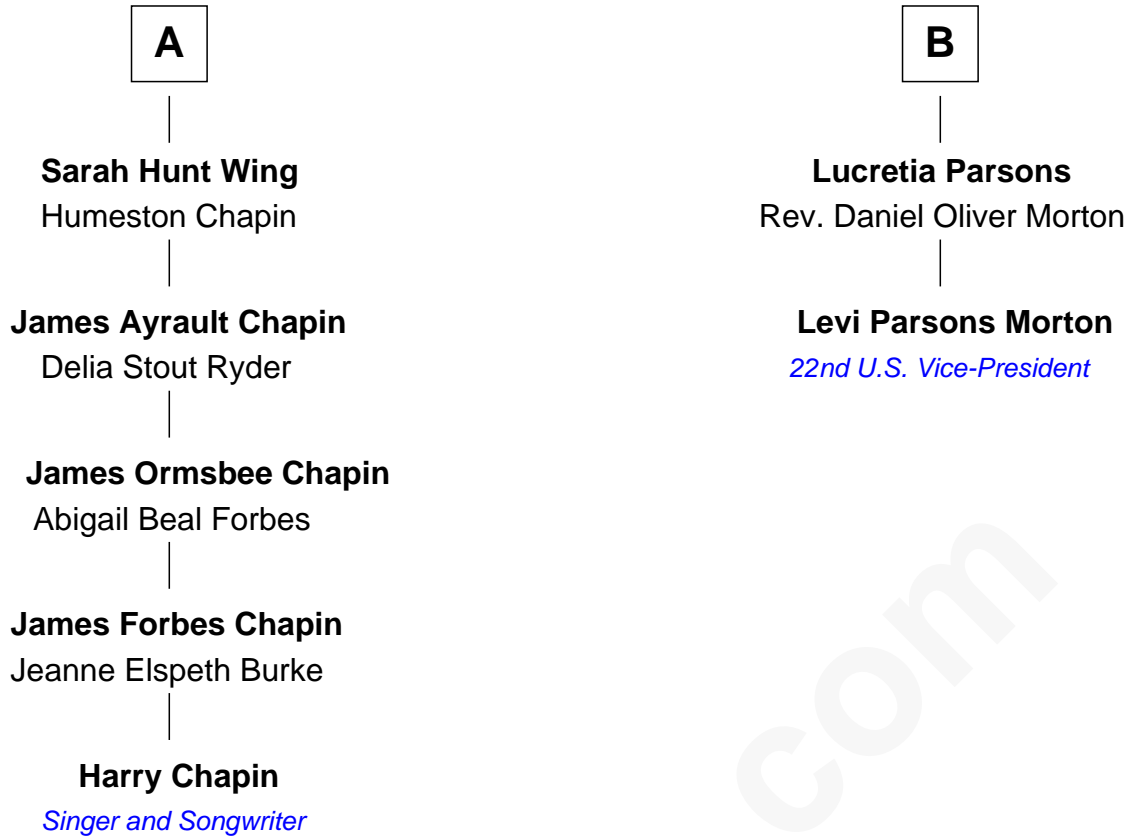 A
Sarah Hunt Wing
Humeston Chapin
James Ayrault Chapin
Delia Stout Ryder
James Ormsbee Chapin
Abigail Beal Forbes
James Forbes Chapin
Jeanne Elspeth Burke
Harry Chapin
Singer and Songwriter
B
Lucretia Parsons
Rev. Daniel Oliver Morton
Levi Parsons Morton
22nd U.S. Vice-President
com